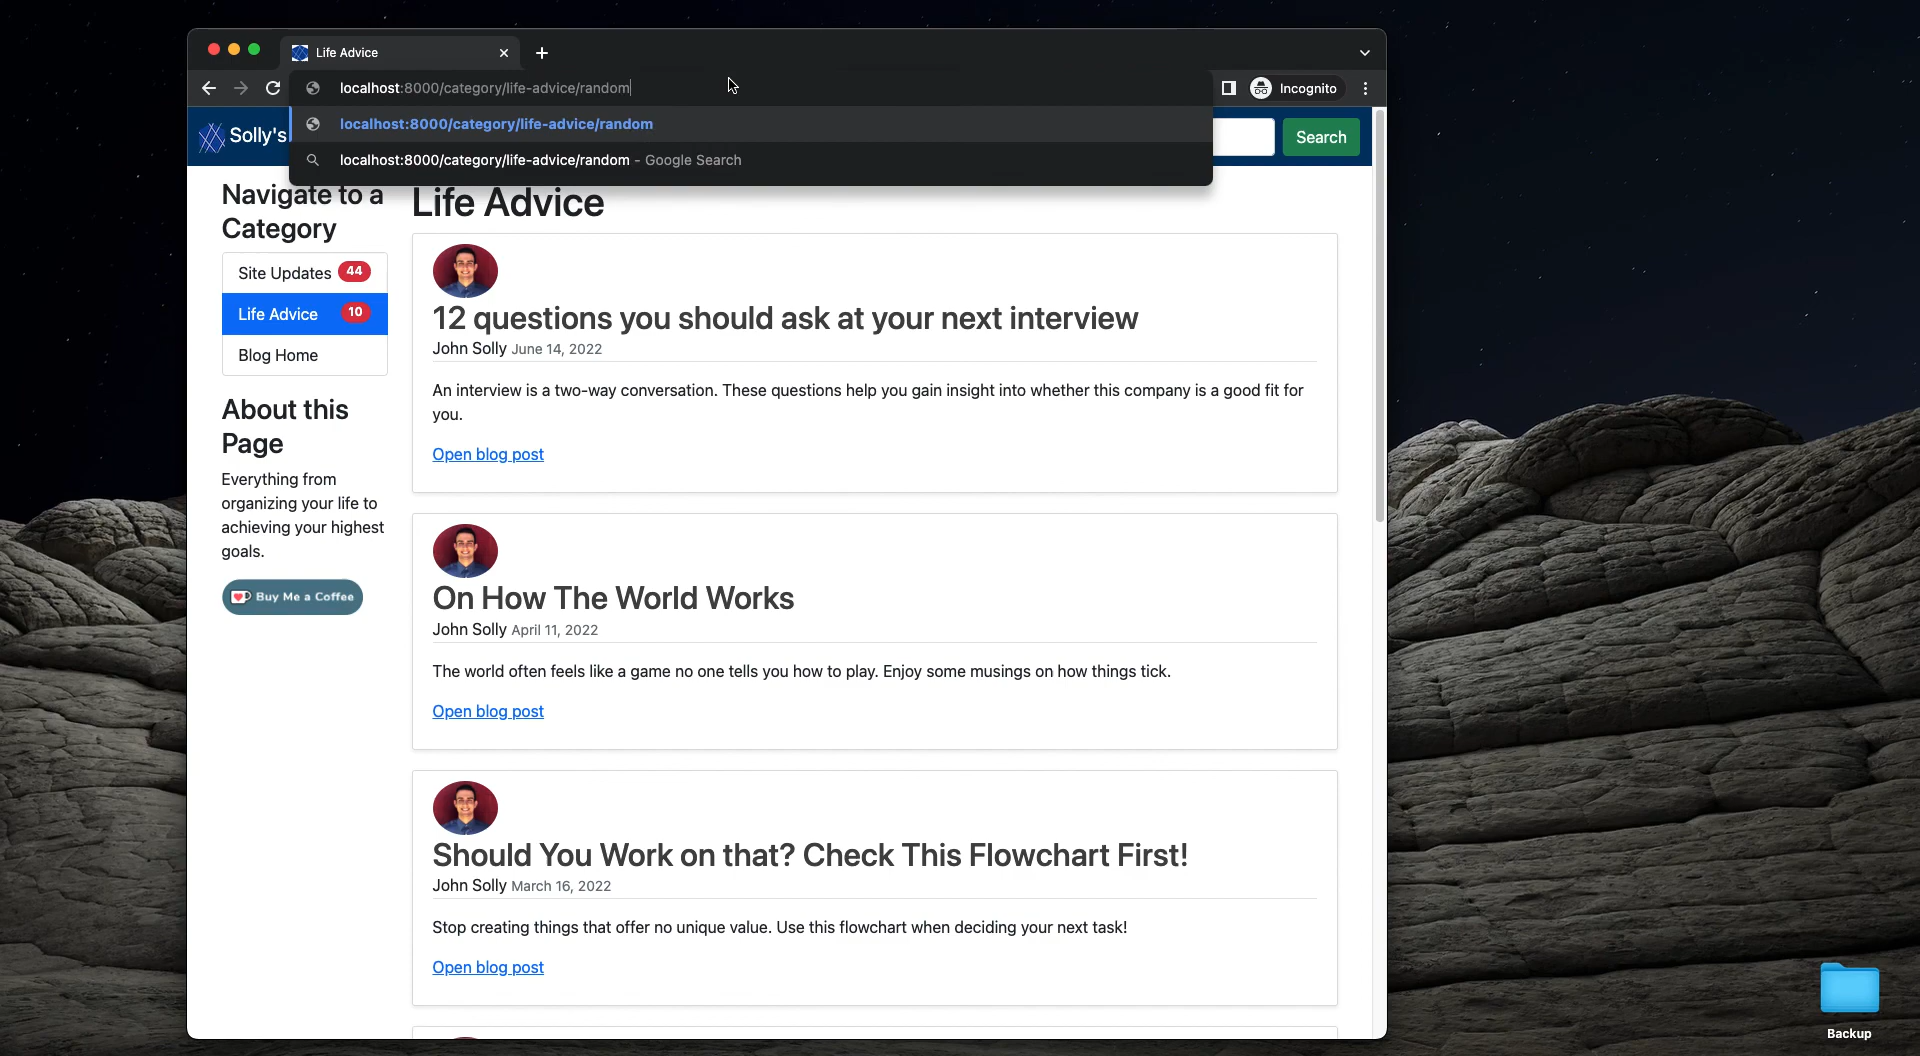 Life Advice
localhost:8000/category/life-advice/random
Incognito
localhost:8000/category/life-advice/random
localhost:8000/category/life-advice/random - Google Search
Solly's
Search
Navigate to a
Category
Site Updates 44
Life Advice 10
Blog Home
About this
Page
Everything from
organizing your life to
achieving your highest
goals.
Buy Me a Coffee
Life Advice
12 questions you should ask at your next interview
John Solly June 14, 2022
An interview is a two-way conversation. These questions help you gain insight into whether this company is a good fit for
you.
Open blog post
On How The World Works
John Solly April 11, 2022
The world often feels like a game no one tells you how to play. Enjoy some musings on how things tick.
Open blog post
Should You Work on that? Check This Flowchart First!
John Solly March 16, 2022
Stop creating things that offer no unique value. Use this flowchart when deciding your next task!
Open blog post
Backup